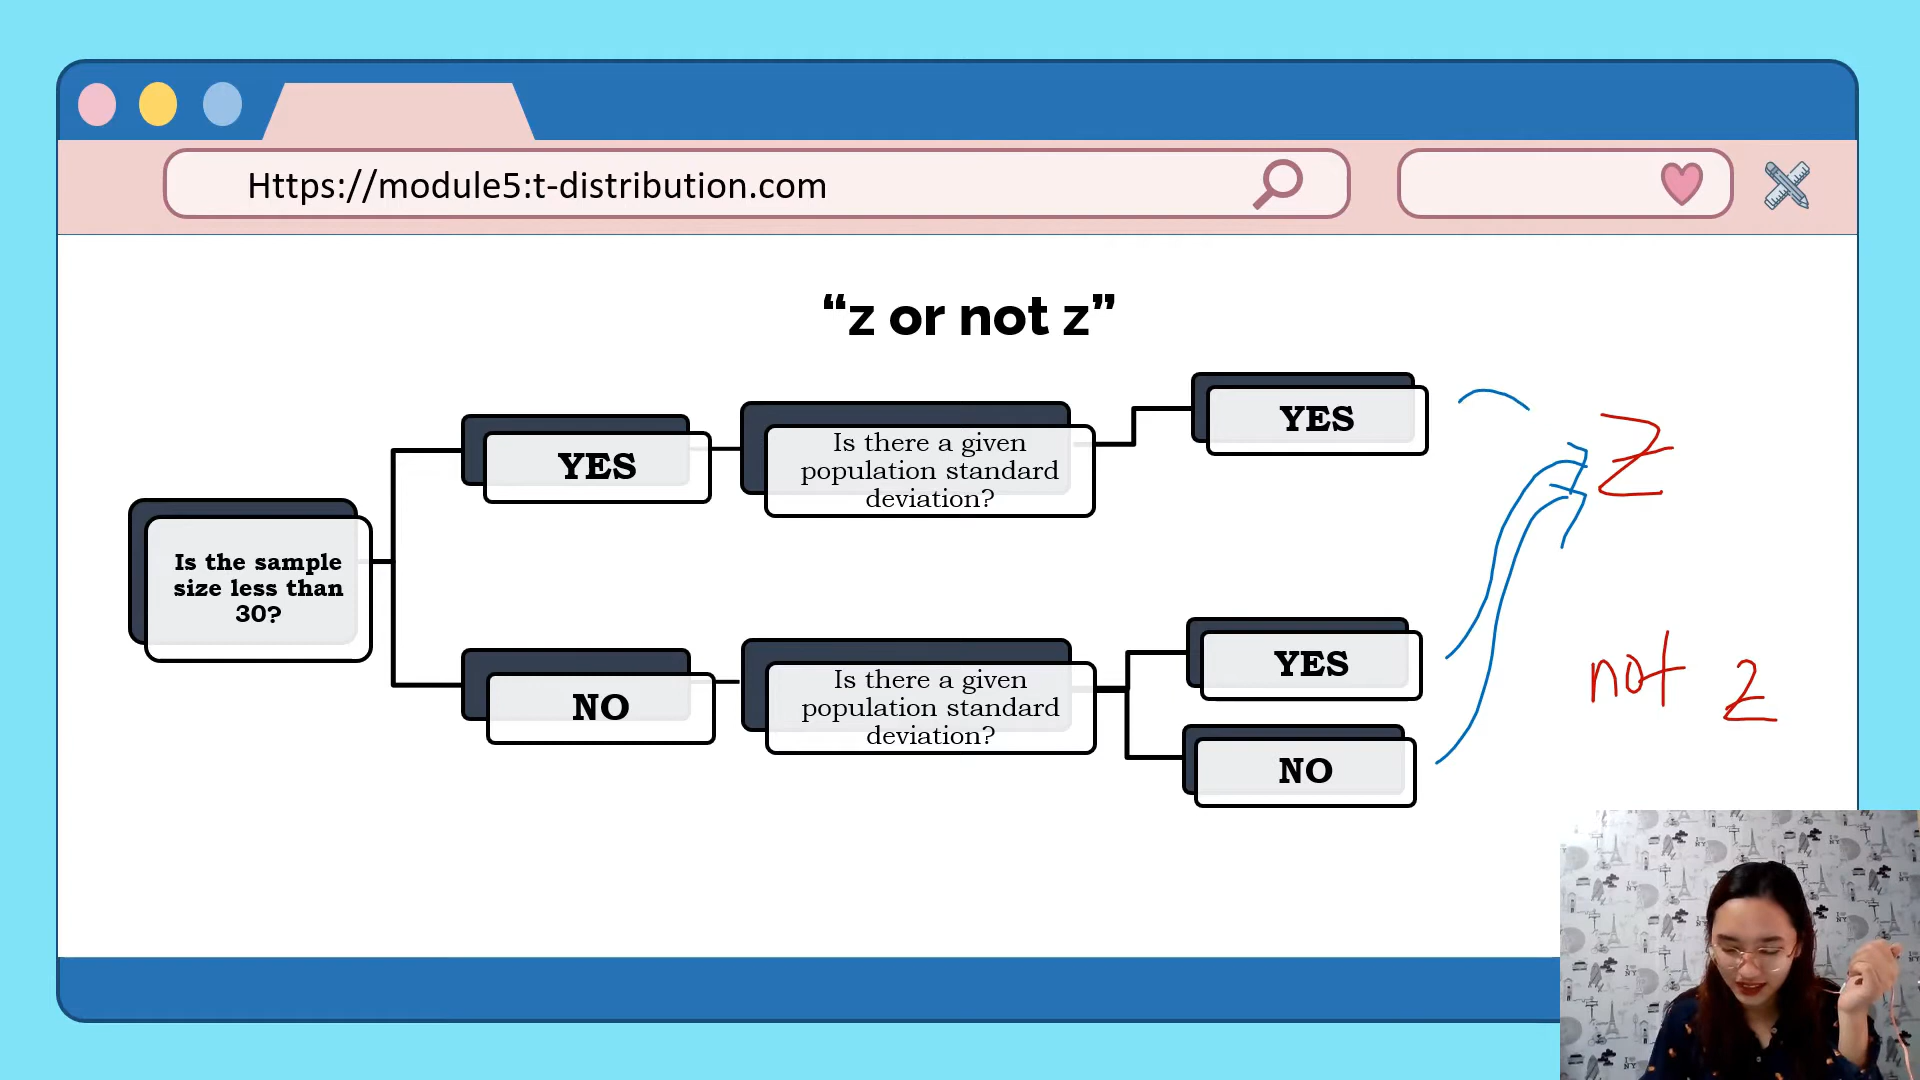 Https://module5:t-distribution.com
“z or not z”
Is the sample
size less than
30?
YES
Is there a given
population standard
deviation?
YES
Z
NO
Is there a given
population standard
deviation?
YES
NO
not z